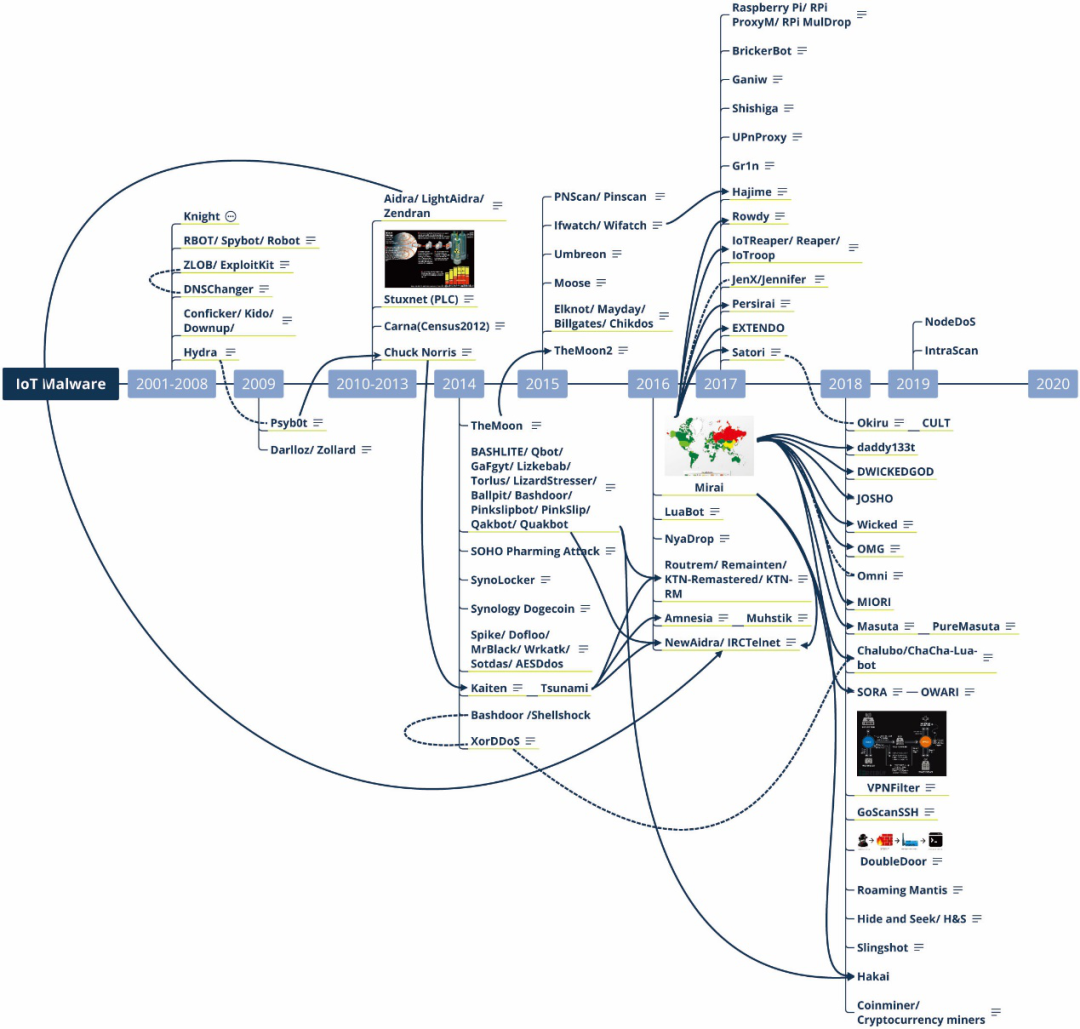 IoT Malware
2001-2008
Knight
RBOT/ Spybot/ Robot
ZLOB/ ExploitKit
DNSChanger
Conficker/ Kido/
Downup/
Hydra
2009
Psyb0t
Darlloz/ Zollard
2010-2013
Aidra/ LightAidra/
Zendran
Stuxnet (PLC)
Carna(Census2012)
Chuck Norris
2014
TheMoon
BASHLITE/ Qbot/
GaFgyt/ Lizkebab/
Torlus/ LizardStresser/
Ballpit/ Bashdoor/
Pinkslipbot/ PinkSlip/
Qakbot/ Quakbot
SOHO Pharming Attack
SynoLocker
Synology Dogecoin
Spike/ Dofloo/
MrBlack/ Wrkatk/
Sotdas/ AESDdos
Kaiten Tsunami
Bashdoor /Shellshock
XorDDoS
2015
PNScan/ Pinscan
Ifwatch/ Wifatch
Umbreon
Moose
Elknot/ Mayday/
Billgates/ Chikdos
TheMoon2
2016
Mirai
LuaBot
NyaDrop
Routrem/ Remainten/
KTN-Remastered/ KTN-
RM
Amnesia Muhstik
NewAidra/ IRCTelnet
2017
Raspberry Pi/ RPi
ProxyM/ RPi MulDrop
BrickerBot
Ganiw
Shishiga
UPnProxy
Gr1n
Hajime
Rowdy
IoTReaper/ Reaper/
IoTroop
JenX/Jennifer
Persirai
EXTENDO
Satori
2018
Okiru CULT
daddy133t
DWICKEDGOD
JOSHO
Wicked
OMG
Omni
MIORI
Masuta PureMasuta
Chalubo/ChaCha-Lua-
bot
SORA OWARI
VPNFilter
GoScanSSH
DoubleDoor
Roaming Mantis
Hide and Seek/ H&S
Slingshot
Hakai
Coinminer/
Cryptocurrency miners
2019
NodeDoS
IntraScan
2020